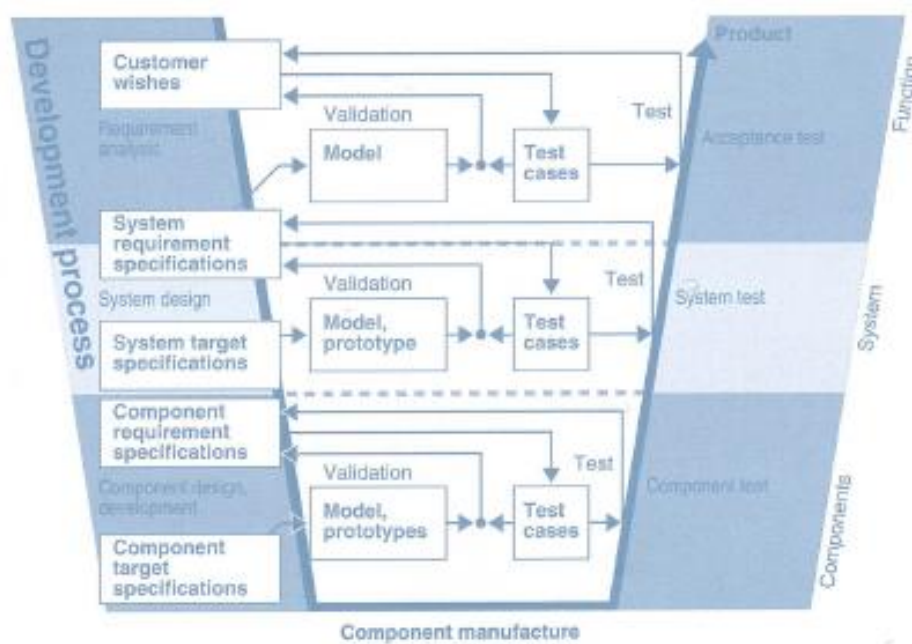 Development process
Customer
wishes
Requirement
analysis
Validation
Model
Test
cases
Test
Product
Acceptance test
Function
System
requirement
specifications
System design
System target
specifications
Validation
Model,
prototype
Test
cases
Test
System test
System
Component
requirement
specifications
Component design,
development
Component
target
specifications
Validation
Model,
prototypes
Test
cases
Test
Component test
Components
Component manufacture